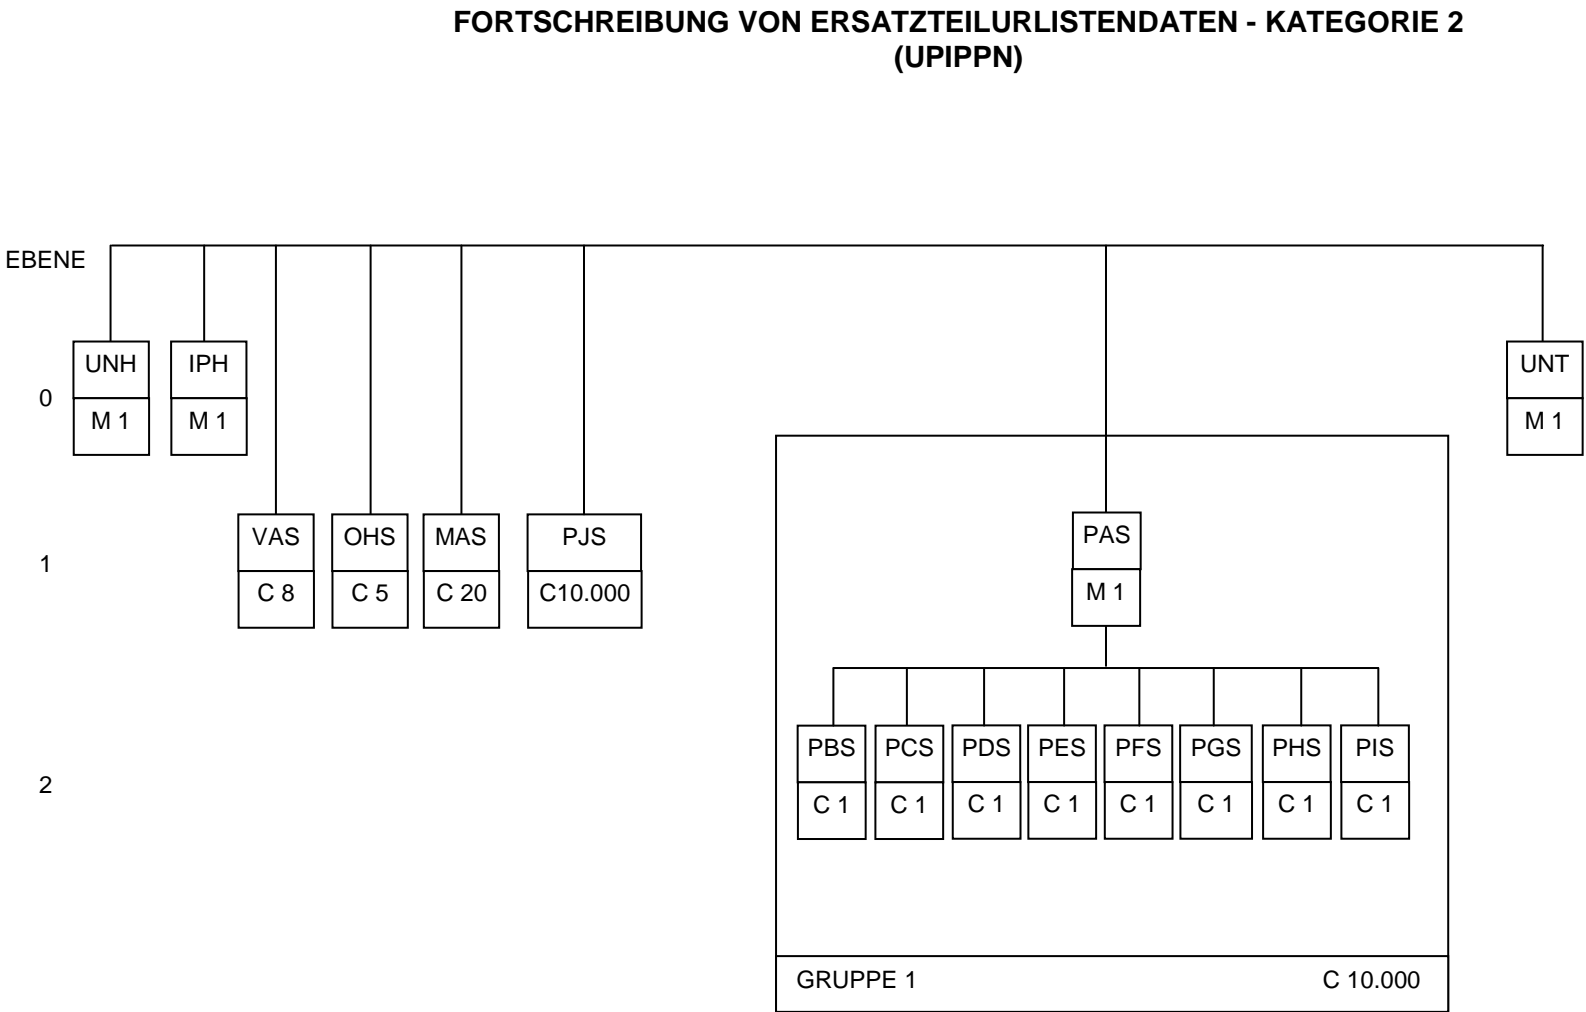 FORTSCHREIBUNG VON ERSATZTEILURLISTENDATEN - KATEGORIE 2
(UPIPPN)
EBENE
UNH IPH UNT
0
M 1 M 1 M 1
VAS OHS MAS PJS PAS
1
C 8 C 5 C 20 C10.000 M 1
PBS PCS PDS PES PFS PGS PHS PIS
2
C 1 C 1 C 1 C 1 C 1 C 1 C 1 C 1
GRUPPE 1 C 10.000